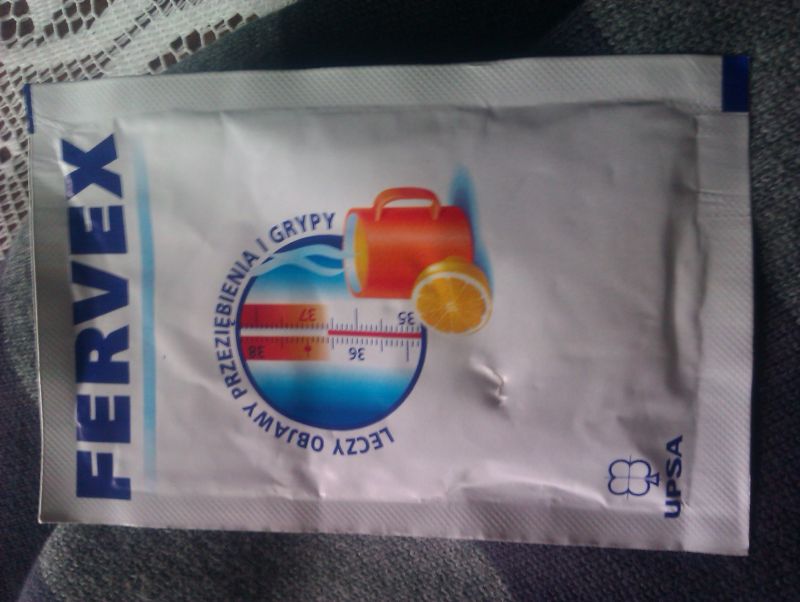 FERVEX
LECZY OBJAWY PRZEZIĘBIENIA I GRYPY
35
37
36
38
UPSA